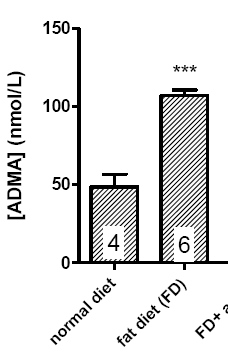 150
100
50
0
[ADMA] (nmol/L)
***
4
6
normal diet
fat diet (FD)
FD+ a